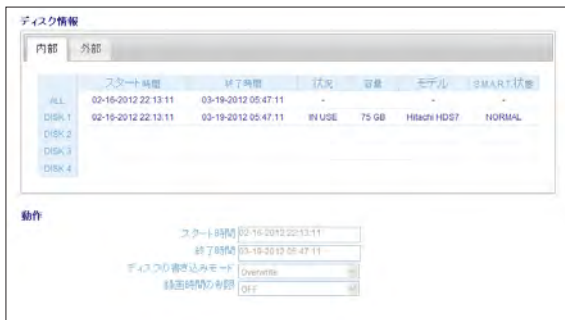 ディスク情報
内部 外部
スタート時間 終了時間 状況 容量 モデル SMART状態
ALL 02-16-2012 22:13:11 03-19-2012 05:47:11 - - -
DISK 1 02-16-2012 22:13:11 03-19-2012 05:47:11 IN USE 75 GB Hitachi HDS7 NORMAL
DISK 2
DISK 3
DISK 4
動作
スタート時間 02-16-2012 22:13:11
終了時間 03-19-2012 05:47:11
ディスクの書き込みモード Overwrite
録画時間の制限 OFF